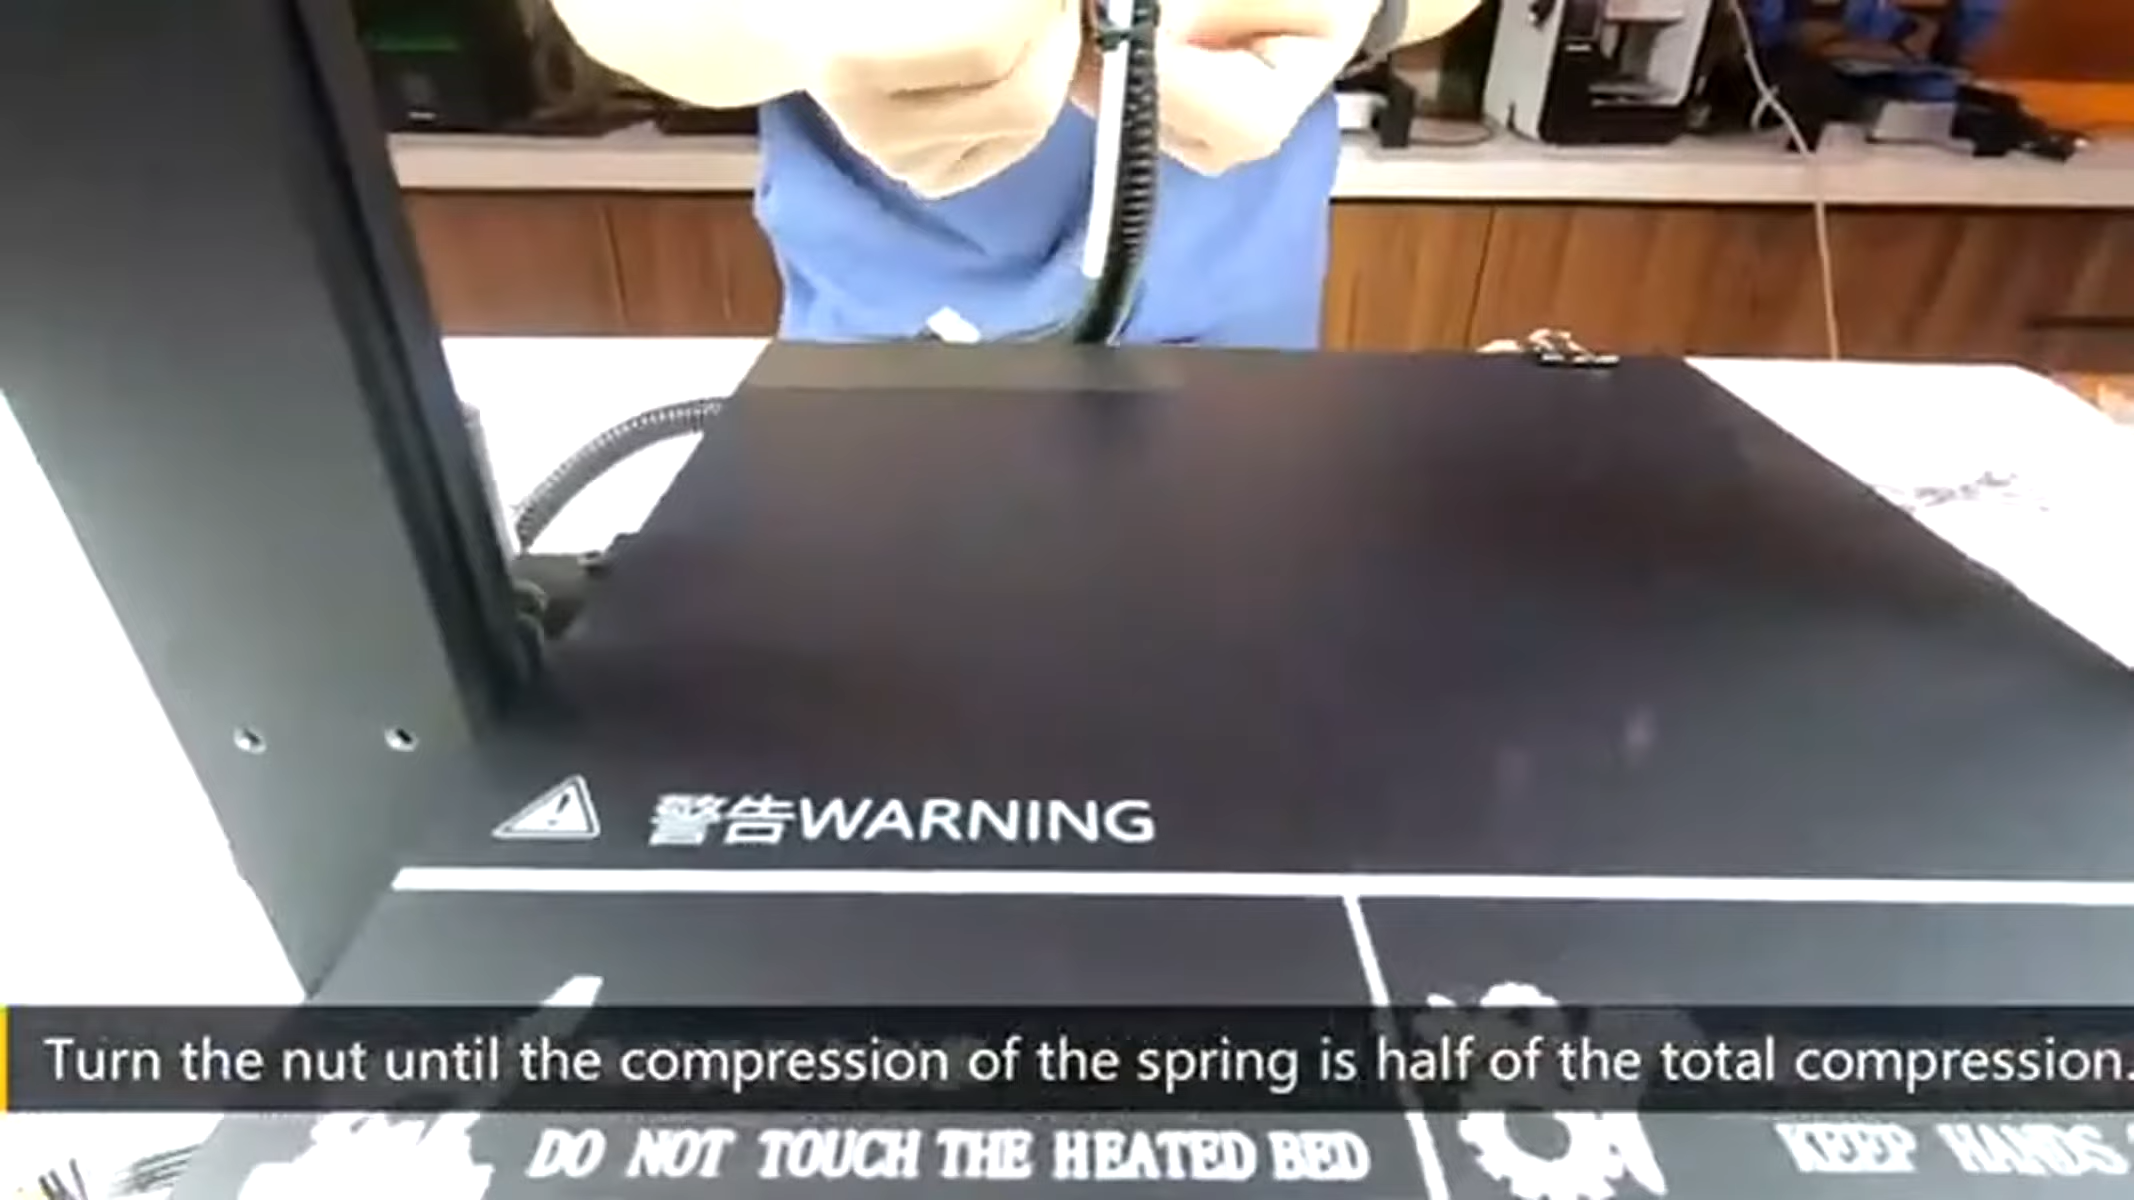 警告WARNING
Turn the nut until the compression of the spring is half of the total compression.
DO NOT TOUCH THE HEATED BED
KEEP HANDS